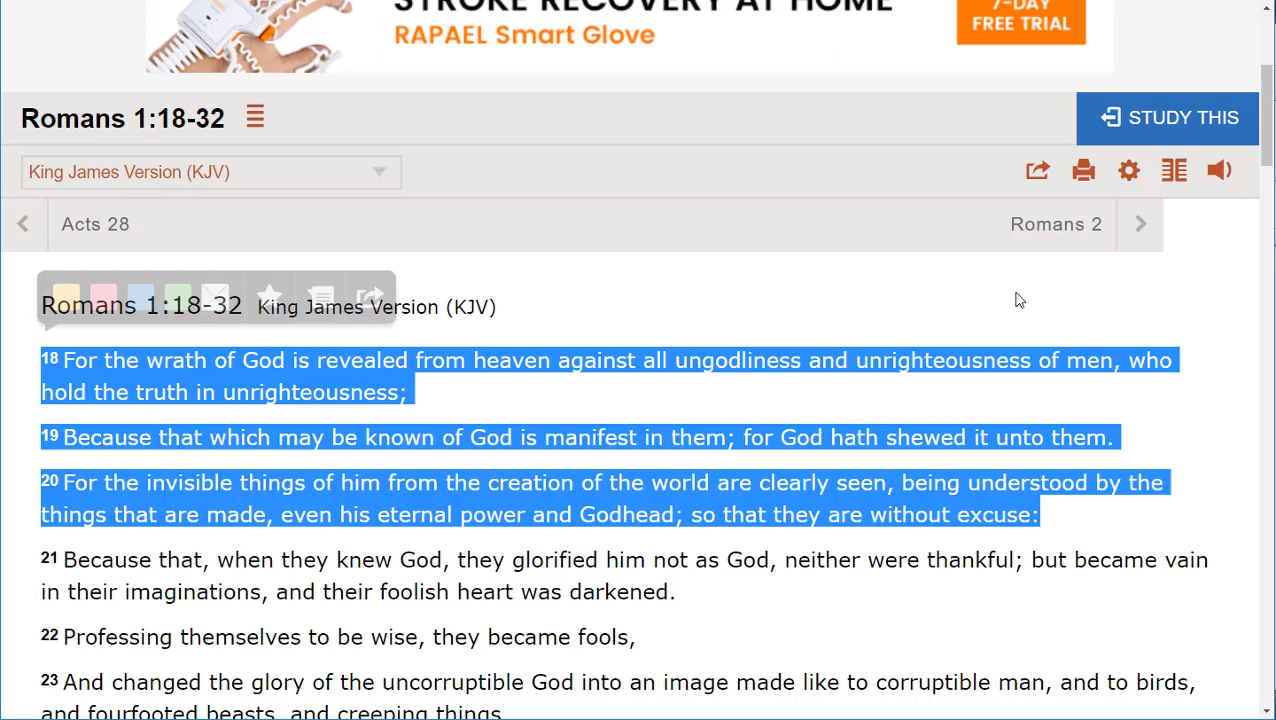 STROKE RECOVERY AT HOME
RAPAEL Smart Glove
7-DAY
FREE TRIAL
Romans 1:18-32
STUDY THIS
King James Version (KJV)
Acts 28
Romans 2
Romans 1:18-32 King James Version (KJV)
18 For the wrath of God is revealed from heaven against all ungodliness and unrighteousness of men, who
hold the truth in unrighteousness;
19 Because that which may be known of God is manifest in them; for God hath shewed it unto them.
20 For the invisible things of him from the creation of the world are clearly seen, being understood by the
things that are made, even his eternal power and Godhead; so that they are without excuse:
21 Because that, when they knew God, they glorified him not as God, neither were thankful; but became vain
in their imaginations, and their foolish heart was darkened.
22 Professing themselves to be wise, they became fools,
23 And changed the glory of the uncorruptible God into an image made like to corruptible man, and to birds,
and fourfooted beasts, and creeping things.